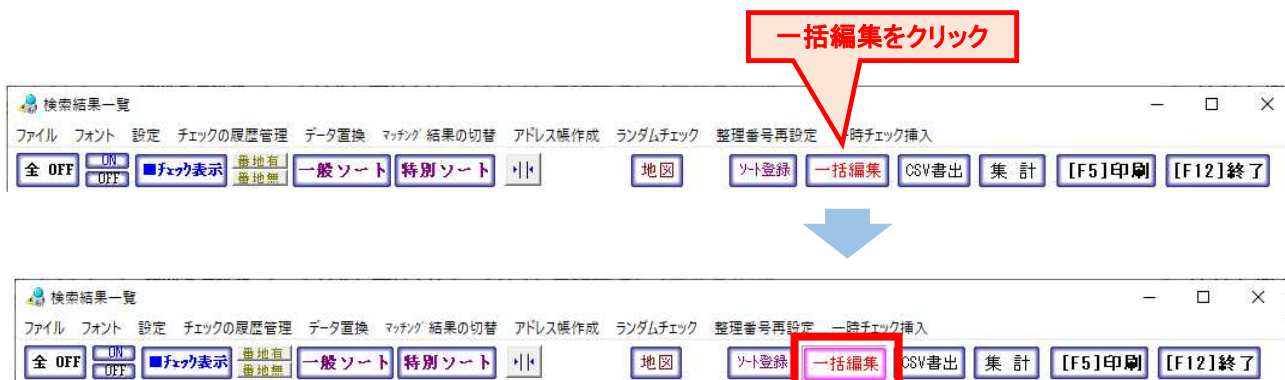 一括編集をクリック
検索結果一覧
ファイル フォント 設定 チェックの履歴管理 データ置換 マッチング結果の切替 アドレス帳作成 ランダムチェック 整理番号再設定 一時チェック挿入
全 OFF ON OFF ■チェック表示 番地有 番地無 一般ソート 特別ソート 地図 ソート登録 一括編集 CSV書出 集 計 [F5]印刷 [F12]終了
検索結果一覧
ファイル フォント 設定 チェックの履歴管理 データ置換 マッチング結果の切替 アドレス帳作成 ランダムチェック 整理番号再設定 一時チェック挿入
全 OFF ON OFF ■チェック表示 番地有 番地無 一般ソート 特別ソート 地図 ソート登録 一括編集 CSV書出 集 計 [F5]印刷 [F12]終了